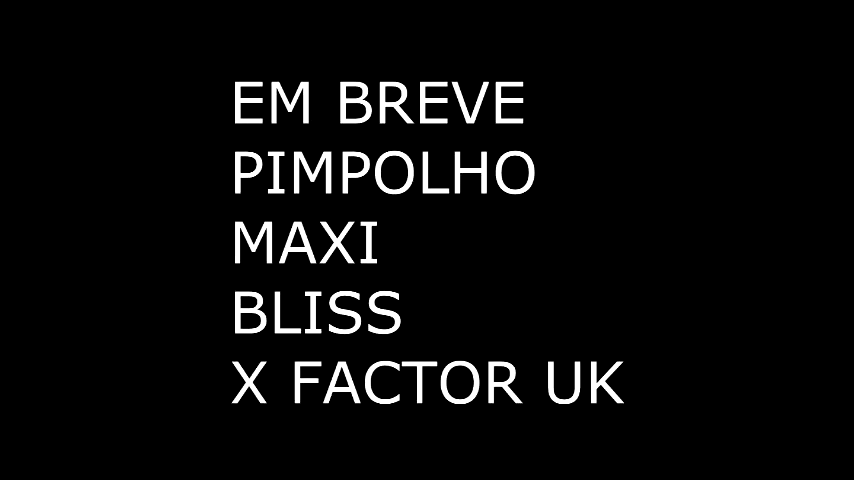 EM BREVE
PIMPOLHO
MAXI
BLISS
X FACTOR UK